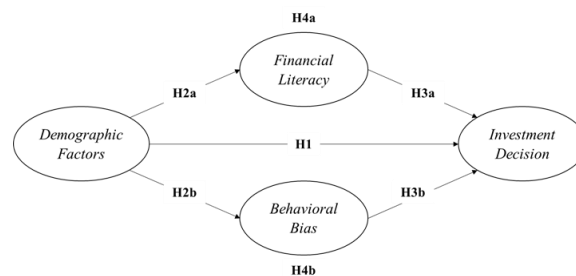 H4a
Financial
Literacy
H2a
H3a
Demographic
Factors
H1
Investment
Decision
H2b
H3b
Behavioral
Bias
H4b